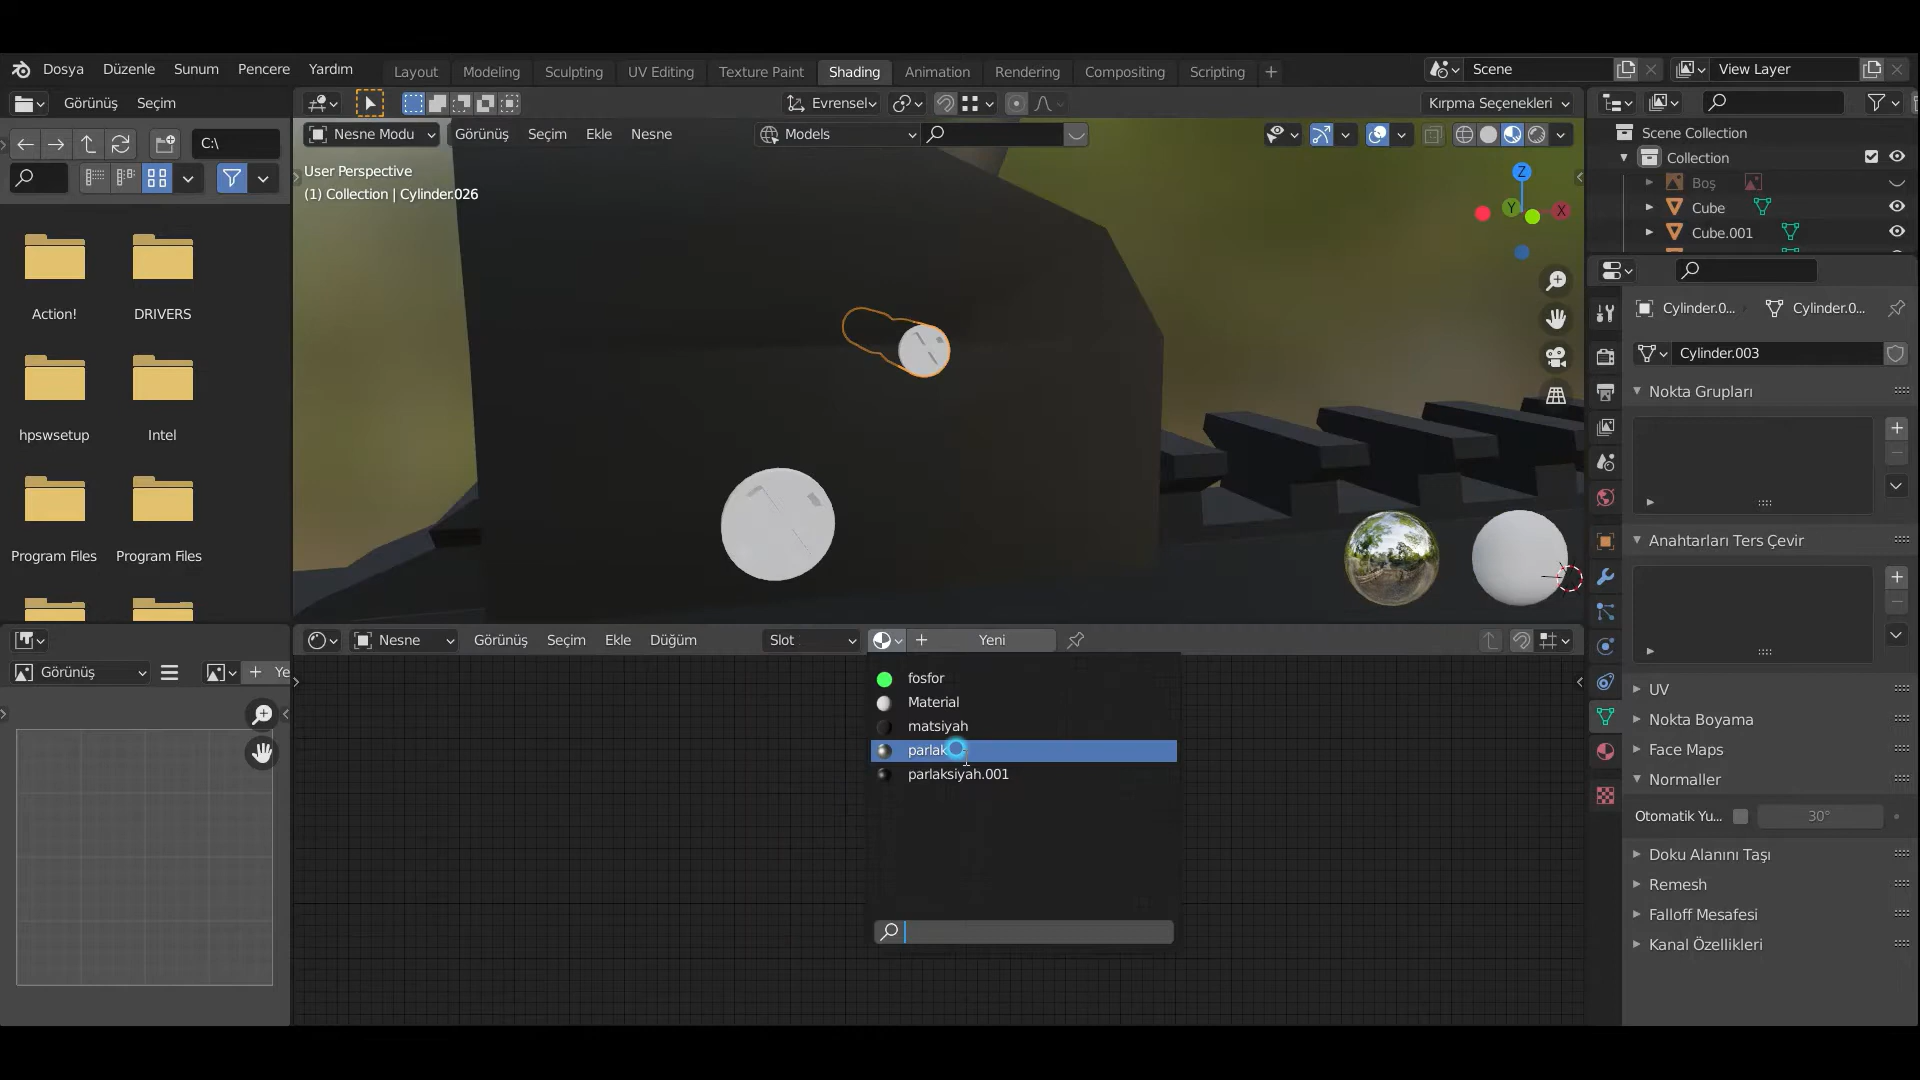 Dosya Düzenle Sunum Pencere Yardım Layout Modeling Sculpting UV Editing Texture Paint Shading Animation Rendering Compositing Scripting Scene View Layer
Görünüş Seçim Evrensel Kırpma Seçenekleri
C:\ Nesne Modu Görünüş Seçim Ekle Nesne Models
Scene Collection
Collection
Boş
Cube
Cube.001
User Perspective
(1) Collection | Cylinder.026
Z
Y
X
Action! DRIVERS
hpswsetup Intel
Program Files Program Files
Cylinder.0... Cylinder.0...
Cylinder.003
Nokta Grupları
Anahtarları Ters Çevir
UV
Nokta Boyama
Face Maps
Normaller
Otomatik Yu... 30°
Doku Alanını Taşı
Remesh
Falloff Mesafesi
Kanal Özellikleri
Nesne Görünüş Seçim Ekle Düğüm Slot Yeni
Görünüş Ye
fosfor
Material
matsiyah
parlak
parlaksiyah.001